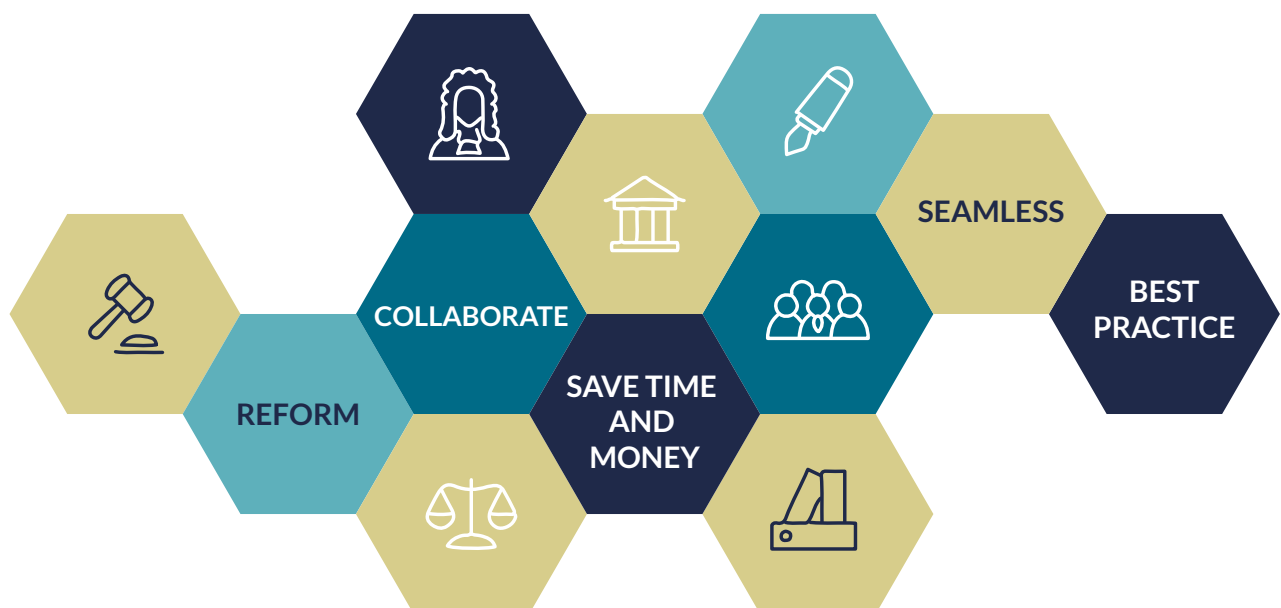 SEAMLESS
BEST
PRACTICE
COLLABORATE
SAVE TIME
AND
MONEY
REFORM